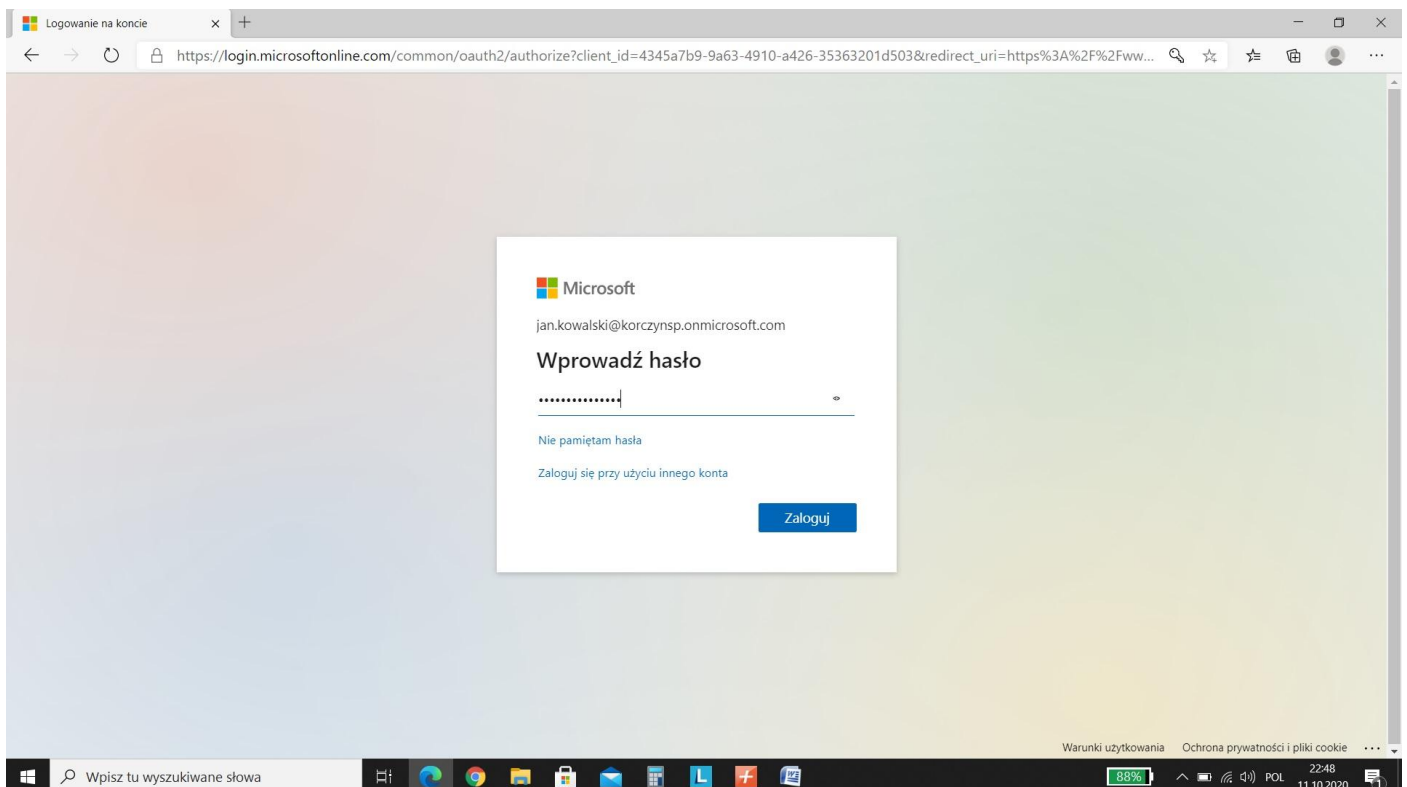 Logowanie na koncie
https://login.microsoftonline.com/common/oauth2/authorize?client_id=4345a7b9-9a63-4910-a426-35363201d503&redirect_uri=https%3A%2F%2Fww...
Microsoft
jan.kowalski@korczynsp.onmicrosoft.com
Wprowadź hasło
•••••••••••••••
Nie pamiętam hasła
Zaloguj się przy użyciu innego konta
Zaloguj
Warunki użytkowania Ochrona prywatności i pliki cookie ...
Wpisz tu wyszukiwane słowa
L
88%
POL
22:48
11.10.2020
1